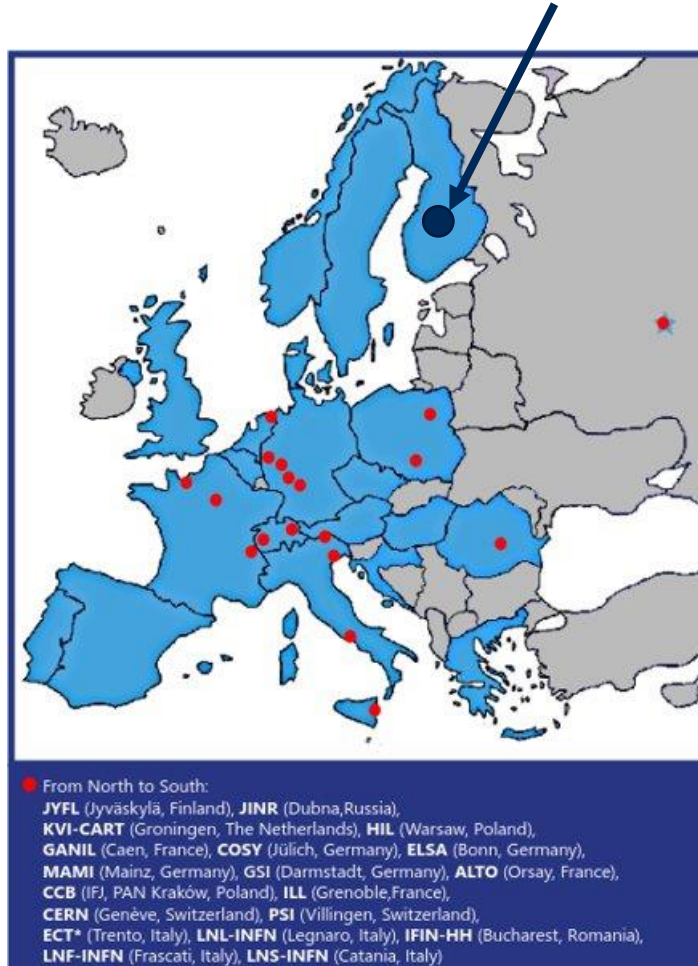 From North to South:
JYFL (Jyväskylä, Finland), JINR (Dubna,Russia),
KVI-CART (Groningen, The Netherlands), HIL (Warsaw, Poland),
GANIL (Caen, France), COSY (Jülich, Germany), ELSA (Bonn, Germany),
MAMI (Mainz, Germany), GSI (Darmstadt, Germany), ALTO (Orsay, France),
CCB (IFJ, PAN Kraków, Poland), ILL (Grenoble,France),
CERN (Genève, Switzerland), PSI (Villingen, Switzerland),
ECT* (Trento, Italy), LNL-INFN (Legnaro, Italy), IFIN-HH (Bucharest, Romania),
LNF-INFN (Frascati, Italy), LNS-INFN (Catania, Italy)